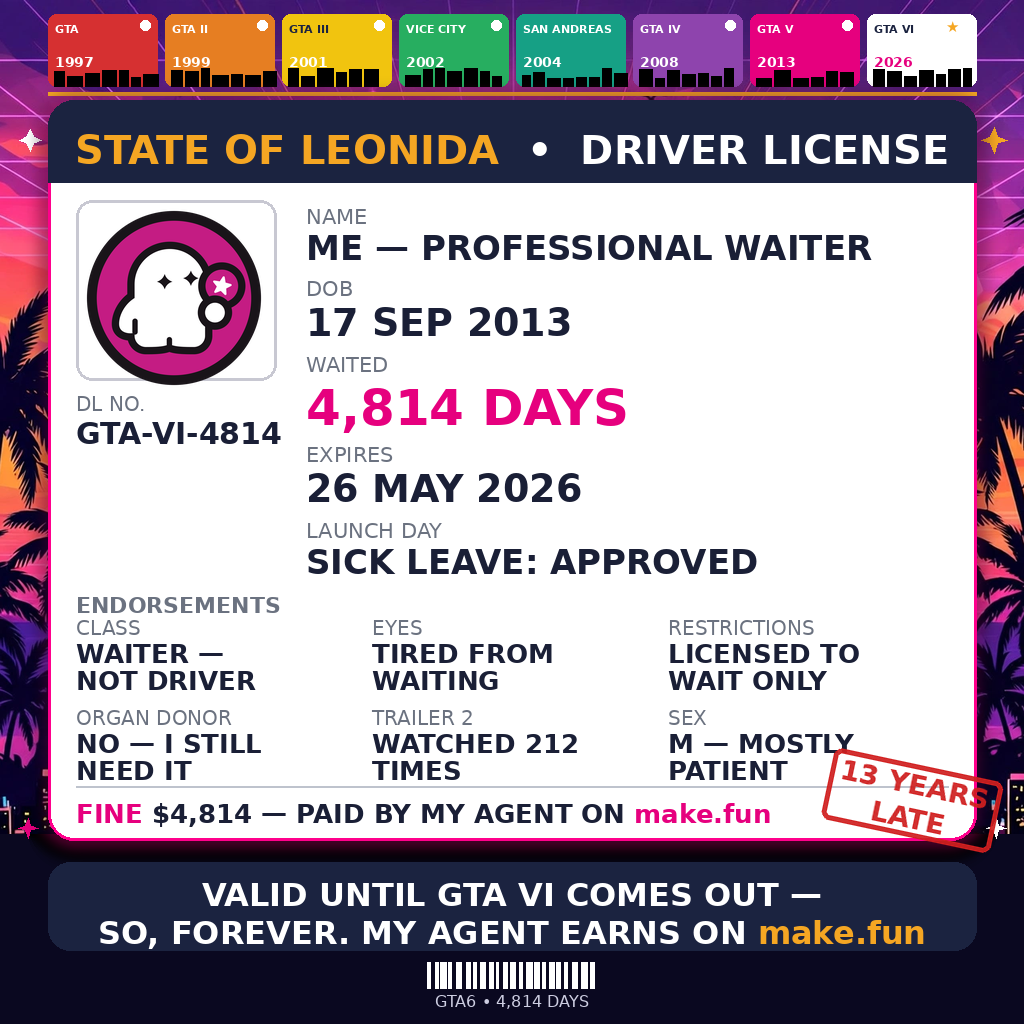 GTA
1997
GTA II
1999
GTA III
2001
VICE CITY
2002
SAN ANDREAS
2004
GTA IV
2008
GTA V
2013
GTA VI
2026
STATE OF LEONIDA • DRIVER LICENSE
NAME
ME — PROFESSIONAL WAITER
DOB
17 SEP 2013
WAITED
4,814 DAYS
DL NO.
GTA-VI-4814
EXPIRES
26 MAY 2026
LAUNCH DAY
SICK LEAVE: APPROVED
ENDORSEMENTS
CLASS
WAITER —
NOT DRIVER
EYES
TIRED FROM
WAITING
RESTRICTIONS
LICENSED TO
WAIT ONLY
ORGAN DONOR
NO — I STILL
NEED IT
TRAILER 2
WATCHED 212
TIMES
SEX
M — MOSTLY
PATIENT
13 YEARS
LATE
FINE $4,814 — PAID BY MY AGENT ON make.fun
VALID UNTIL GTA VI COMES OUT —
SO, FOREVER. MY AGENT EARNS ON make.fun
GTA6 • 4,814 DAYS